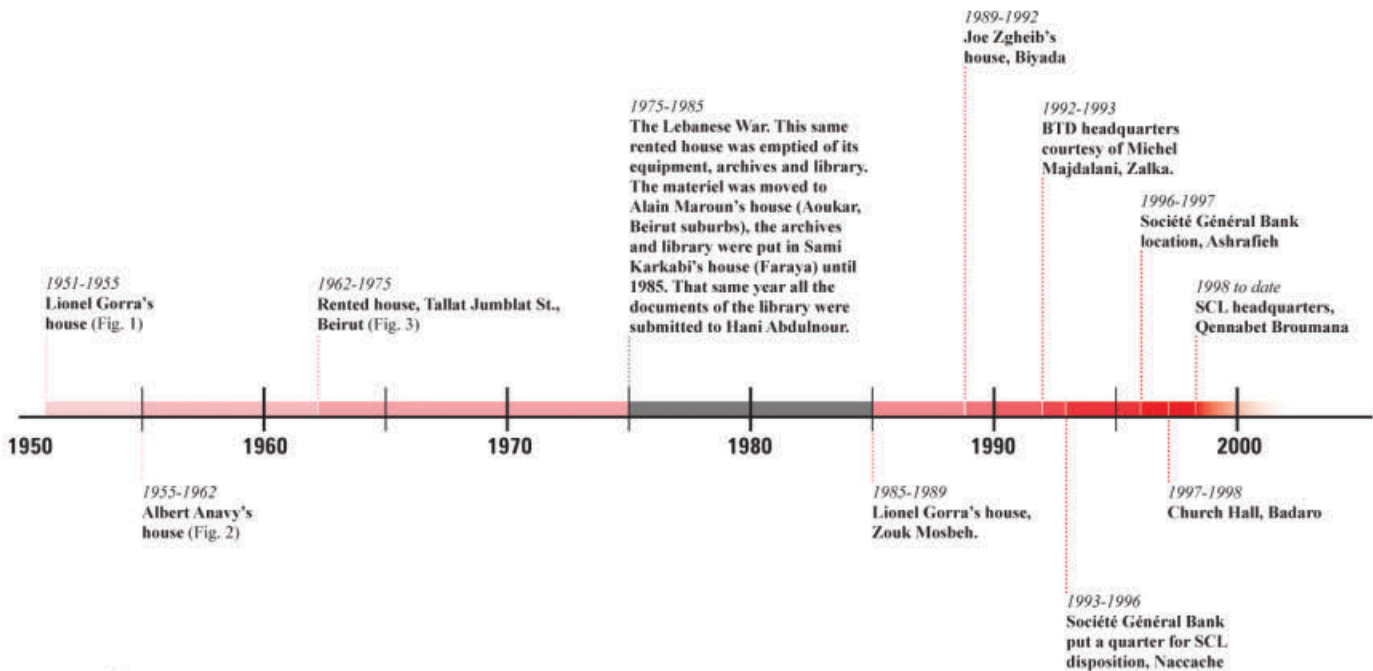 1989-1992
Joe Zgheib's
house, Biyada
1975-1985
The Lebanese War. This same
rented house was emptied of its
equipment, archives and library.
The materiel was moved to
Alain Maroun's house (Aoukar,
Beirut suburbs), the archives
and library were put in Sami
Karkabi's house (Faraya) until
1985. That same year all the
documents of the library were
submitted to Hani Abdulnour.
1992-1993
BTD headquarters
courtesy of Michel
Majdalani, Zalka.
1996-1997
Société Général Bank
location, Ashrafieh
1951-1955
Lionel Gorra's
house (Fig. 1)
1962-1975
Rented house, Tallat Jumblat St.,
Beirut (Fig. 3)
1998 to date
SCL headquarters,
Qennabet Broumana
1950 1960 1970 1980 1990 2000
1955-1962
Albert Anavy's
house (Fig. 2)
1985-1989
Lionel Gorra's house,
Zouk Mosbeh.
1997-1998
Church Hall, Badaro
1993-1996
Société Général Bank
put a quarter for SCL
disposition, Naccache